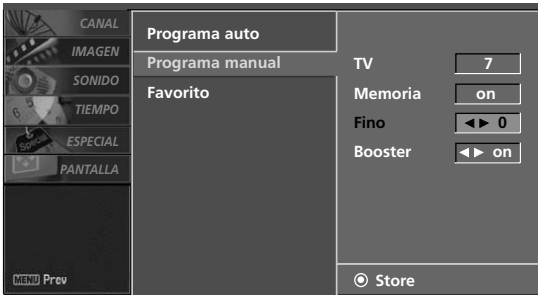 CANAL
IMAGEN
SONIDO
TIEMPO
Special
ESPECIAL
PANTALLA
MENU Prev
Programa auto
Programa manual
Favorito
TV 7
Memoria on
Fino ◄► 0
Booster ◄► on
Store